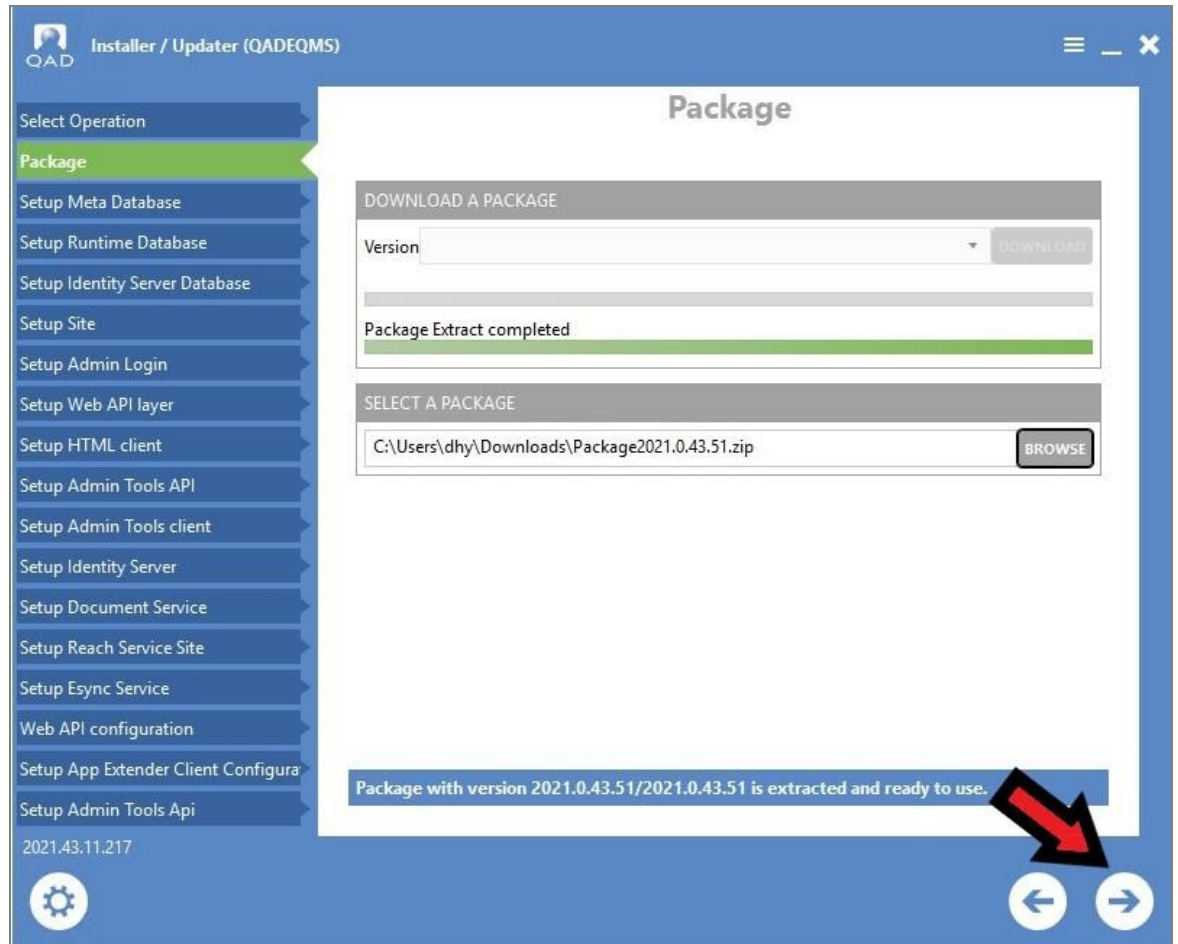 QAD
Installer / Updater (QADEQMS)
Select Operation
Package
Setup Meta Database
Setup Runtime Database
Setup Identity Server Database
Setup Site
Setup Admin Login
Setup Web API layer
Setup HTML client
Setup Admin Tools API
Setup Admin Tools client
Setup Identity Server
Setup Document Service
Setup Reach Service Site
Setup Esync Service
Web API configuration
Setup App Extender Client Configura
Setup Admin Tools Api
2021.43.11.217
Package
DOWNLOAD A PACKAGE
Version
DOWNLOAD
Package Extract completed
SELECT A PACKAGE
C:\Users\dhy\Downloads\Package2021.0.43.51.zip
BROWSE
Package with version 2021.0.43.51/2021.0.43.51 is extracted and ready to use.